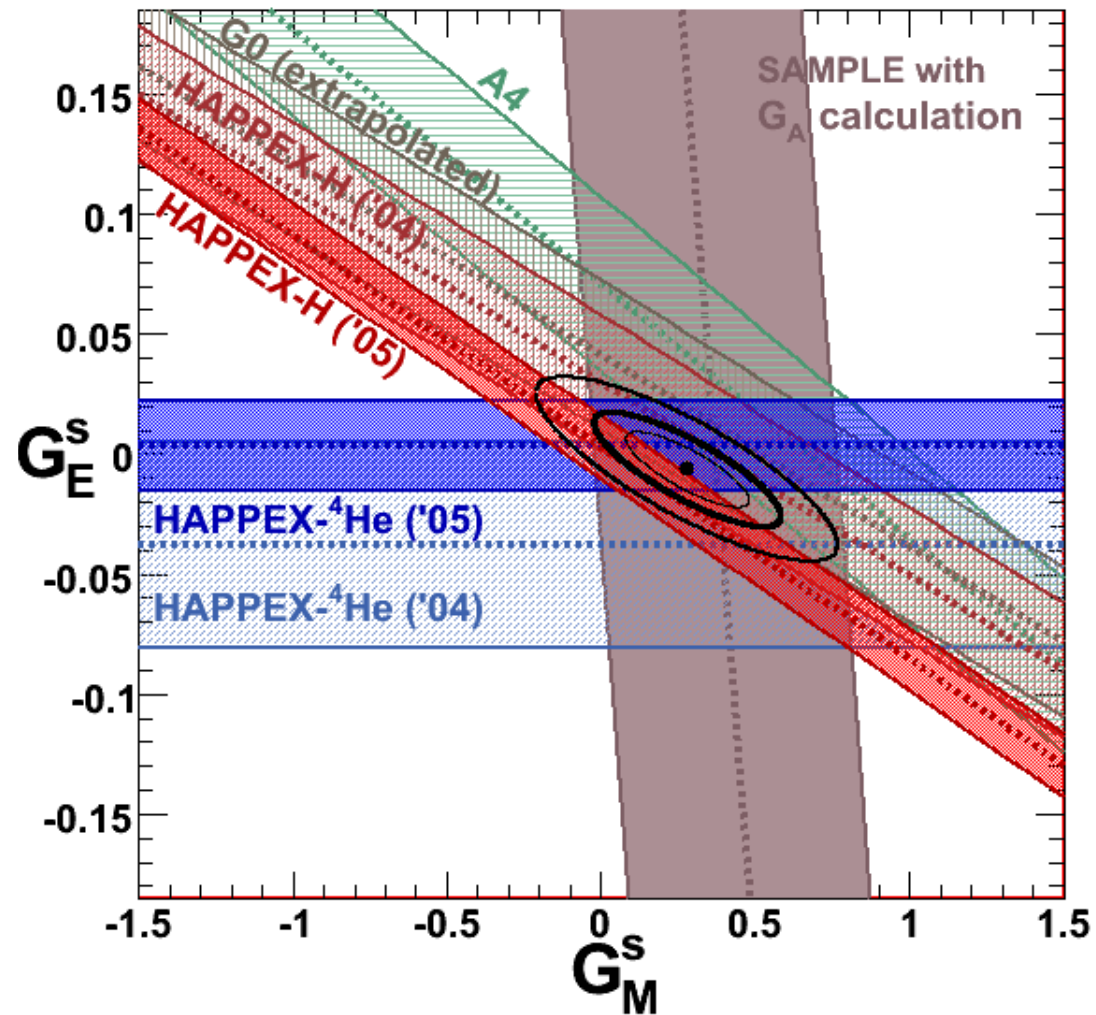 G0 (extrapolated)
A4
SAMPLE with
G_A calculation
HAPPEX-H ('04)
HAPPEX-H ('05)
0.15
0.1
0.05
0
-0.05
-0.1
-0.15
G_E^s
HAPPEX-⁴He ('05)
HAPPEX-⁴He ('04)
-1.5 -1 -0.5 0 0.5 1 1.5
G_M^s